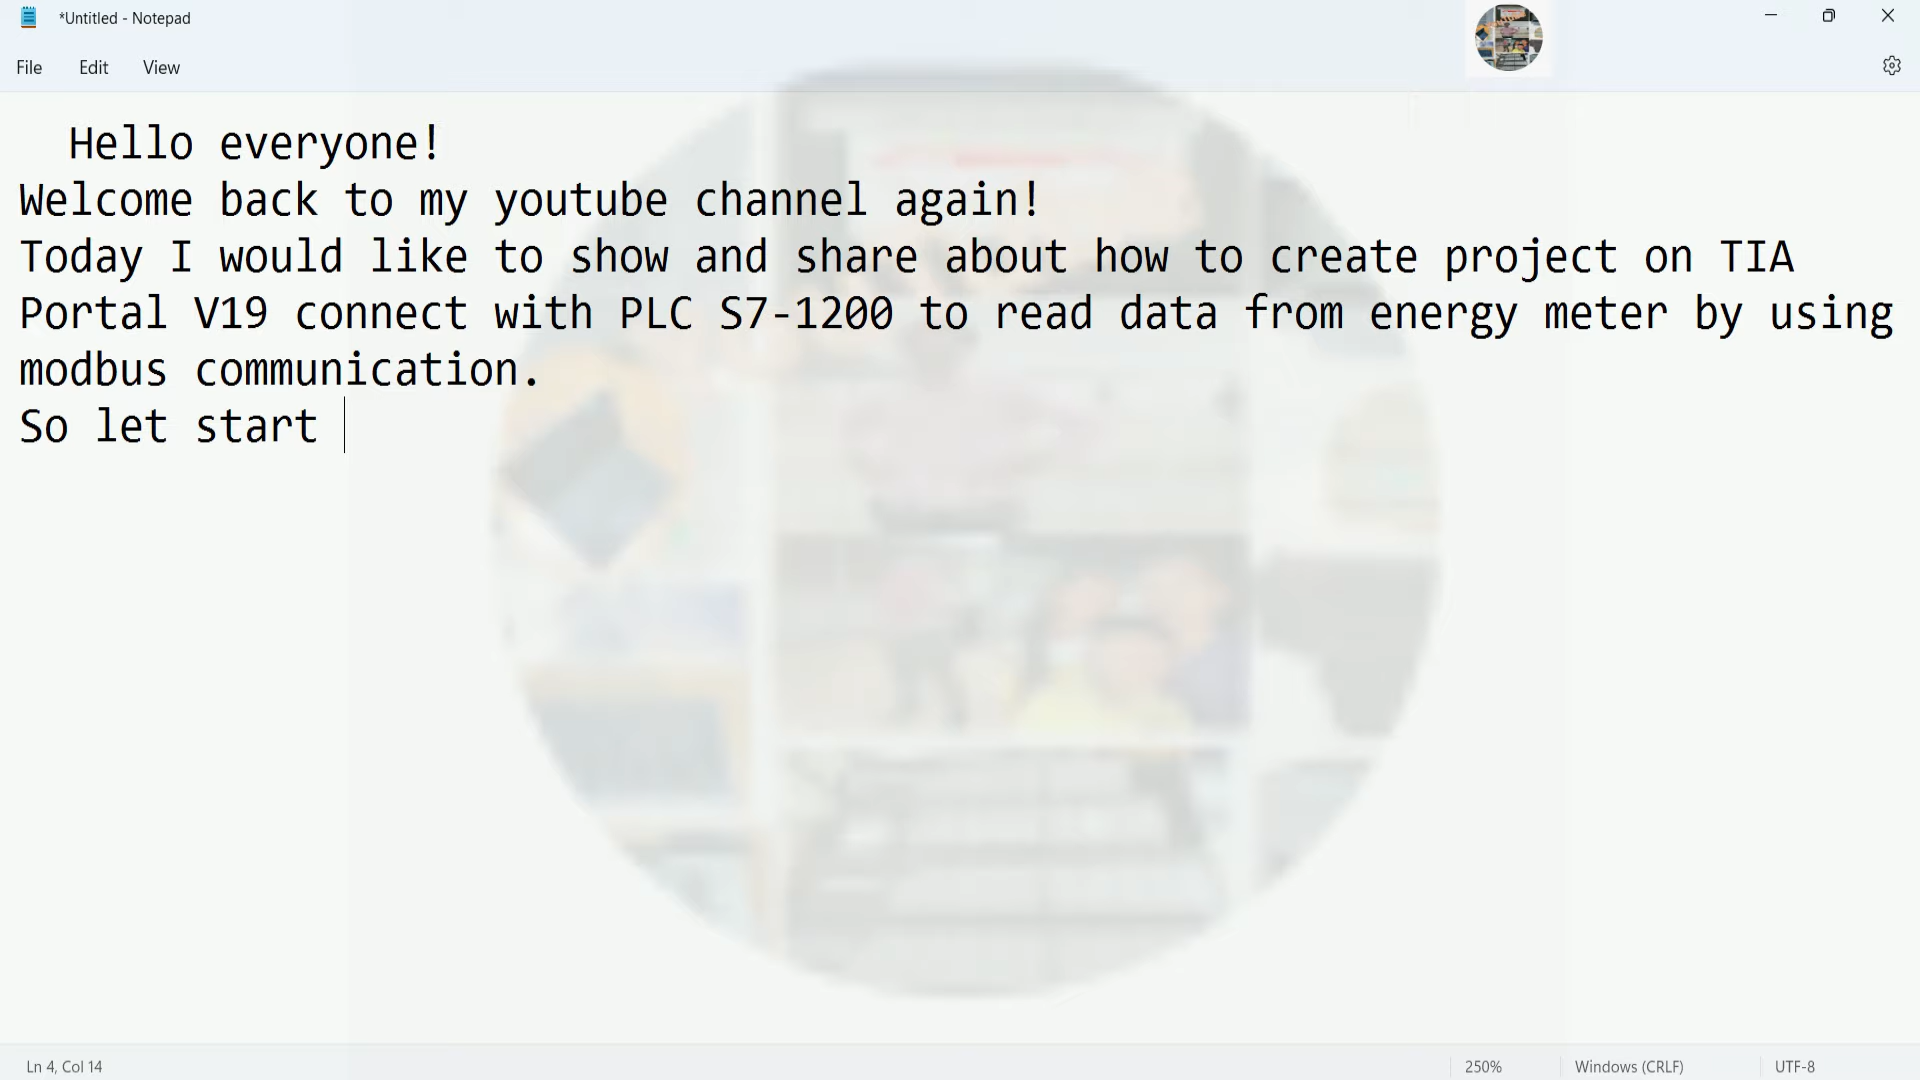 *Untitled - Notepad
File Edit View
Hello everyone!
Welcome back to my youtube channel again!
Today I would like to show and share about how to create project on TIA
Portal V19 connect with PLC S7-1200 to read data from energy meter by using
modbus communication.
So let start
Ln 4, Col 14 250% Windows (CRLF) UTF-8